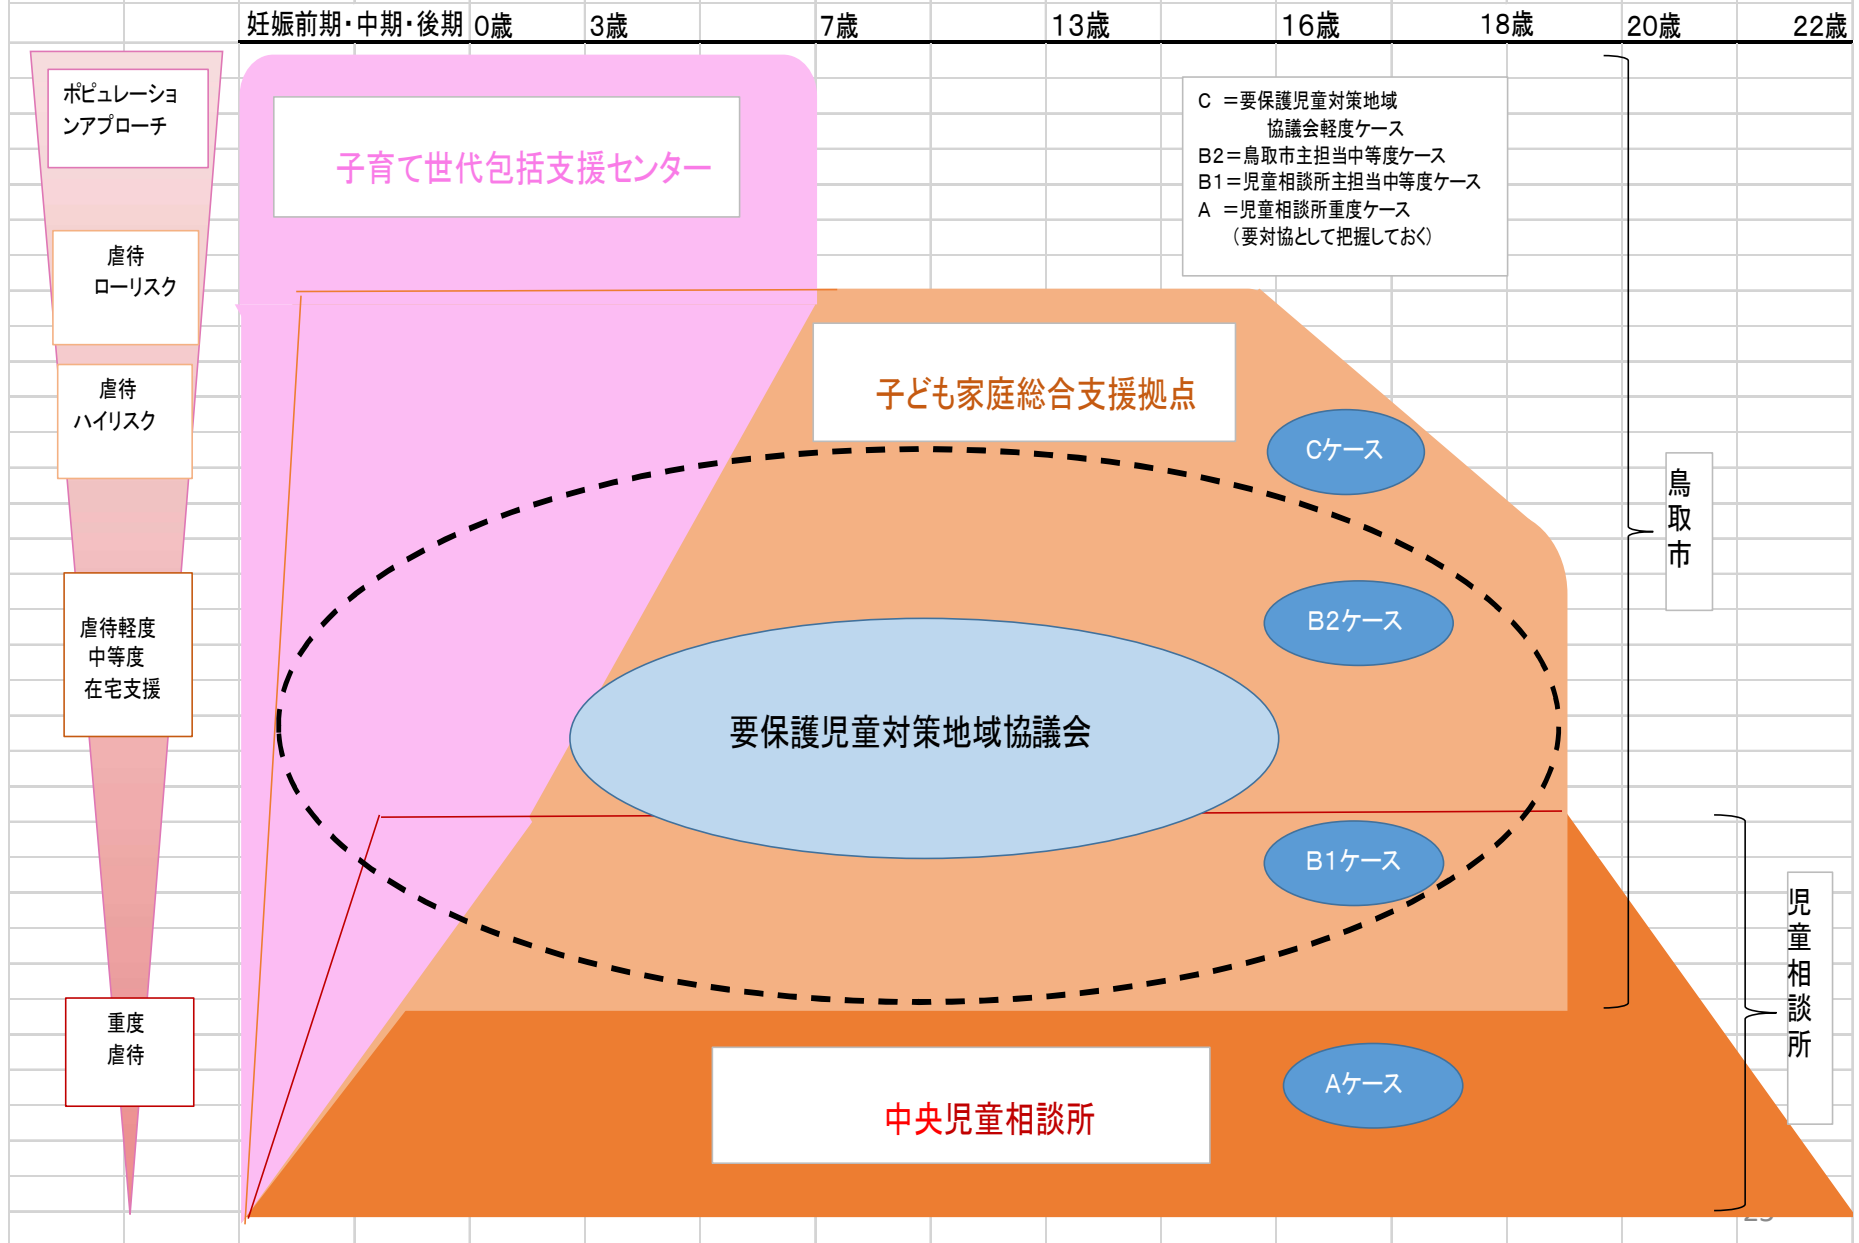 妊娠前期・中期・後期 0歳 3歳 7歳 13歳 16歳 18歳 20歳 22歳
ポピュレーショ
ンアプローチ
子育て世代包括支援センター
C ＝要保護児童対策地域
協議会軽度ケース
B2＝鳥取市主担当中等度ケース
B1＝児童相談所主担当中等度ケース
A ＝児童相談所重度ケース
（要対協として把握しておく）
虐待
ローリスク
虐待
ハイリスク
子ども家庭総合支援拠点
Cケース
鳥取市
虐待軽度
中等度
在宅支援
B2ケース
要保護児童対策地域協議会
B1ケース
児童相談所
重度
虐待
Aケース
中央児童相談所